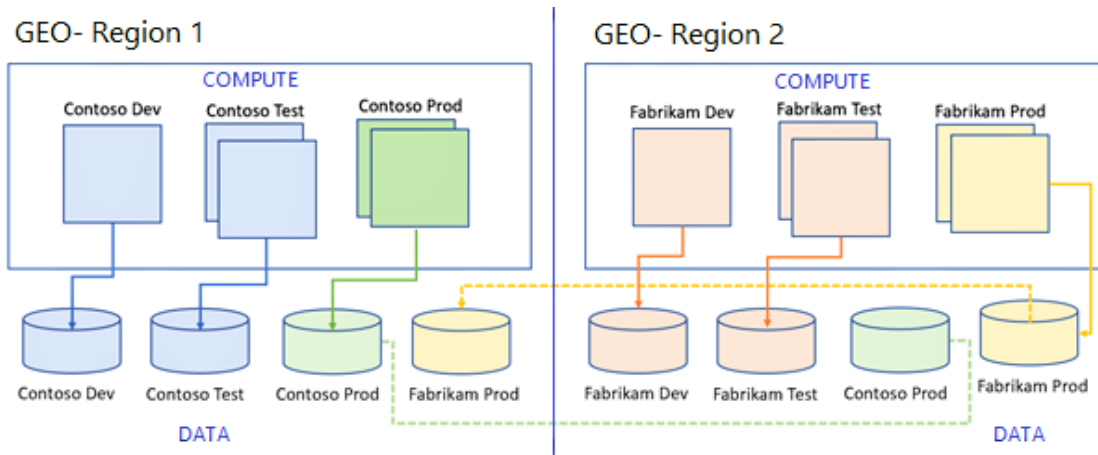 GEO- Region 1
COMPUTE
Contoso Dev
Contoso Test
Contoso Prod
Contoso Dev
Contoso Test
Contoso Prod
Fabrikam Prod
DATA
GEO- Region 2
COMPUTE
Fabrikam Dev
Fabrikam Test
Fabrikam Prod
Fabrikam Dev
Fabrikam Test
Contoso Prod
Fabrikam Prod
DATA